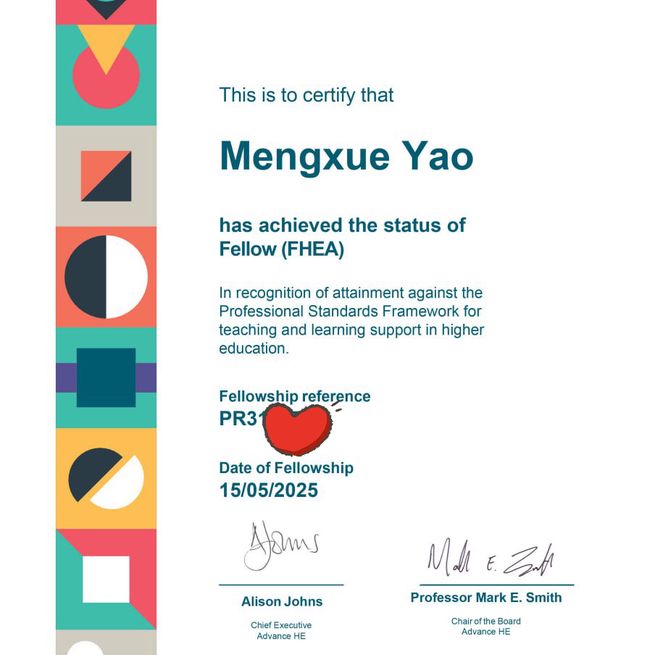 This is to certify that
Mengxue Yao
has achieved the status of
Fellow (FHEA)
In recognition of attainment against the
Professional Standards Framework for
teaching and learning support in higher
education.
Fellowship reference
PR31
Date of Fellowship
15/05/2025
AJohns
Mark E. Smith
Alison Johns
Professor Mark E. Smith
Chief Executive
Advance HE
Chair of the Board
Advance HE